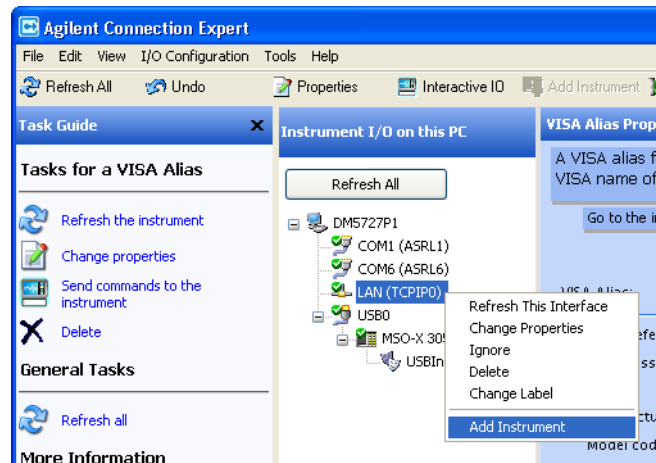 Agilent Connection Expert
File Edit View I/O Configuration Tools Help
Refresh All Undo Properties Interactive IO Add Instrument
Task Guide
Tasks for a VISA Alias
Refresh the instrument
Change properties
Send commands to the
instrument
Delete
General Tasks
Refresh all
More Information
Instrument I/O on this PC
Refresh All
DM5727P1
COM1 (ASRL1)
COM6 (ASRL6)
LAN (TCPIP0)
USB0
MSO-X
Refresh This Interface
Change Properties
Ignore
Delete
Change Label
Add Instrument
VISA Alias
A VISA alias
VISA name of
Go to the
VISA Alias:
Model